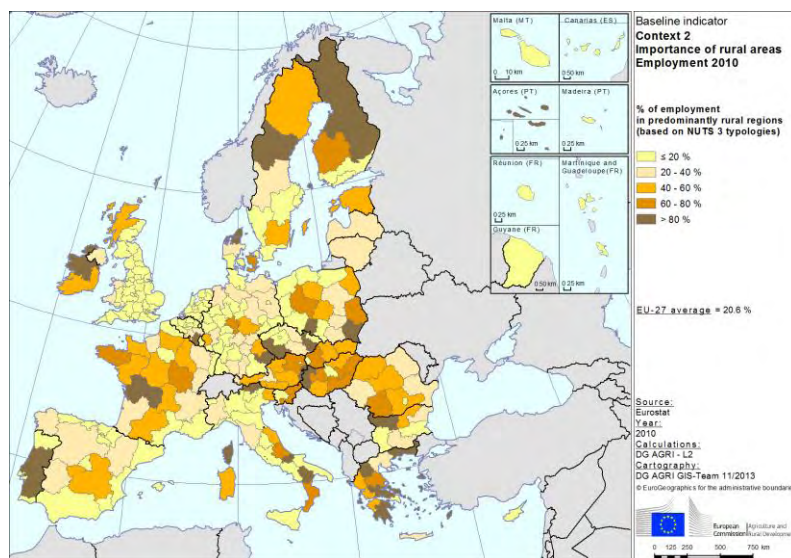 Malta (MT)
0 10 km
Canarias (ES)
0 50 km
Açores (PT)
0 25 km
Madeira (PT)
0 25 km
Réunion (FR)
0 25 km
Martinique and
Guadeloupe(FR)
0 25 km
Guyane (FR)
0 50 km
Baseline indicator
Context 2
Importance of rural areas
Employment 2010
% of employment
in predominantly rural regions
(based on NUTS 3 typologies)
≤ 20 %
20 - 40 %
40 - 60 %
60 - 80 %
> 80 %
EU-27 average = 20.6 %
Source:
Eurostat
Year:
2010
Calculations:
DG AGRI - L2
Cartography:
DG AGRI GIS-Team 11/2013
© EuroGeographics for the administrative boundarie
European
Commission
Agriculture and
Rural Developmen
0 125 250 500 750 km